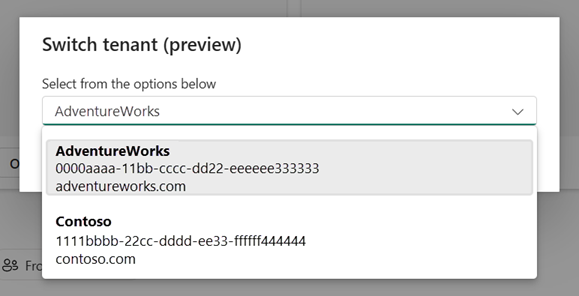 Switch tenant (preview)
Select from the options below
AdventureWorks
AdventureWorks
0000aaaa-11bb-cccc-dd22-eeeeee333333
adventureworks.com
Contoso
1111bbbb-22cc-dddd-ee33-ffffff444444
contoso.com